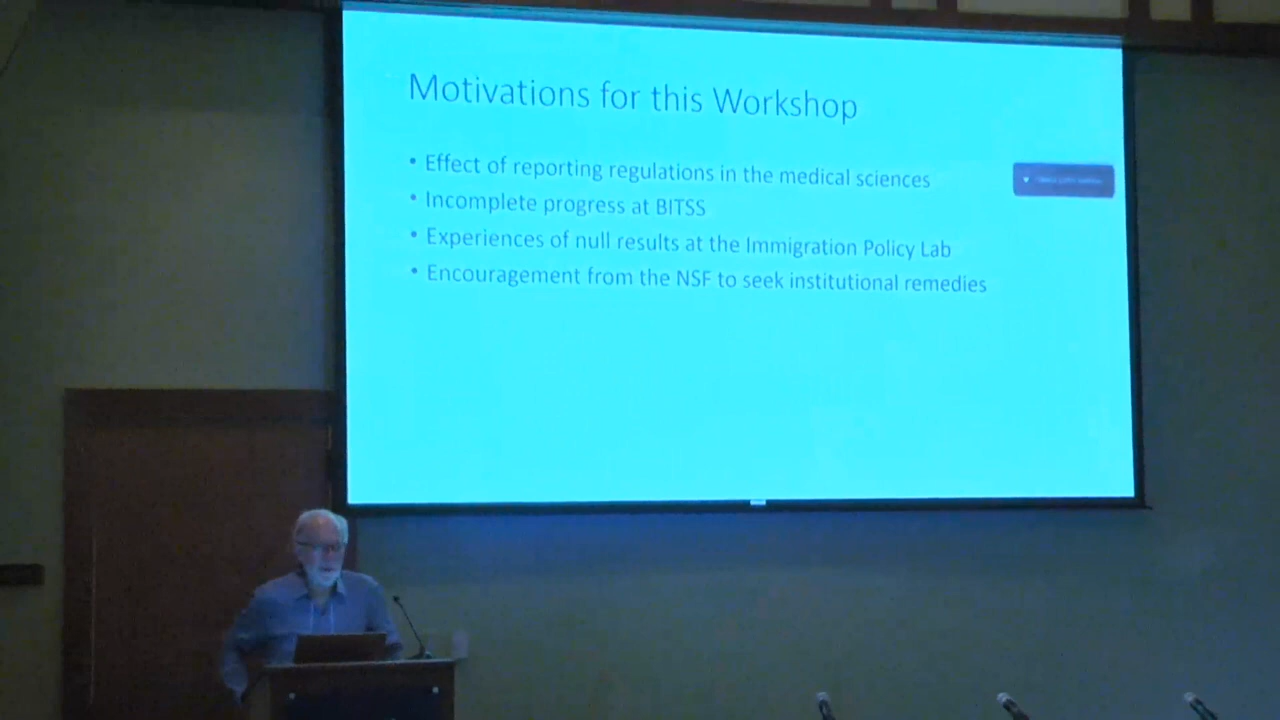 Motivations for this Workshop
• Effect of reporting regulations in the medical sciences
• Incomplete progress at BITSS
• Experiences of null results at the Immigration Policy Lab
• Encouragement from the NSF to seek institutional remedies